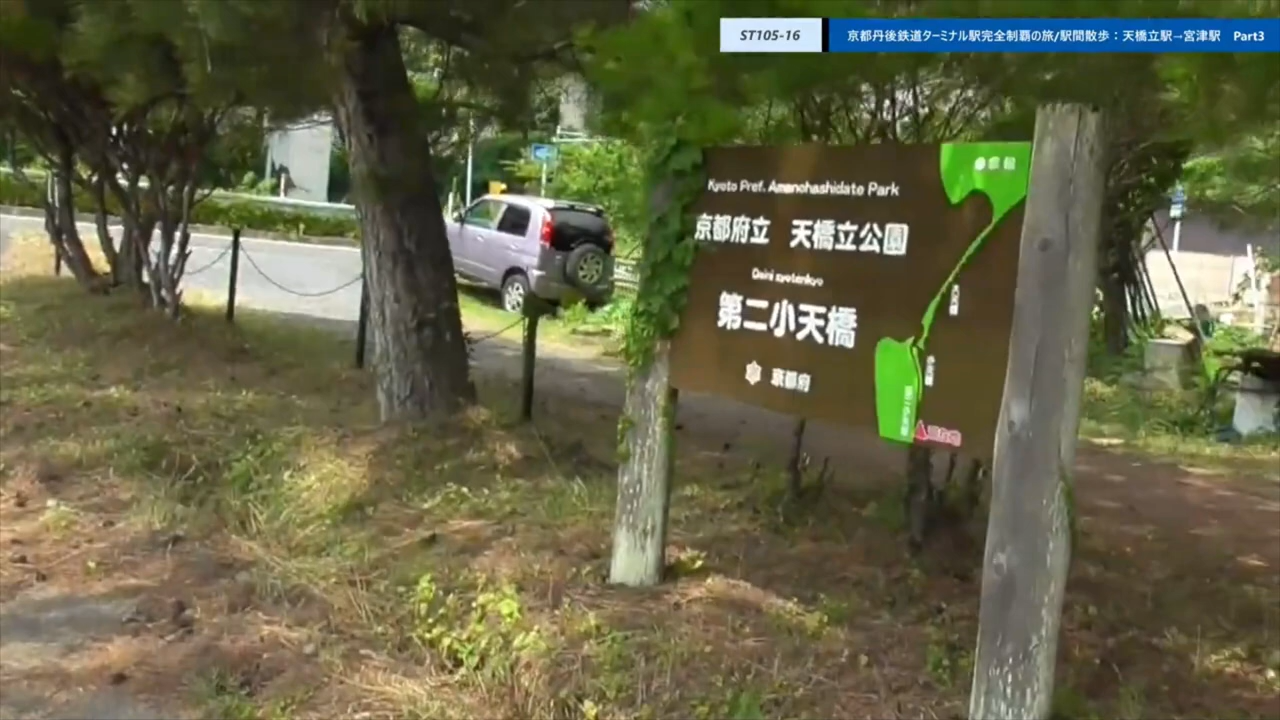 ST105-16
京都丹後鉄道ターミナル駅完全制覇の旅/駅間散歩：天橋立駅→宮津駅 Part3
Kyoto Pref. Amanohashidate Park
京都府立 天橋立公園
第二小天橋
京都府